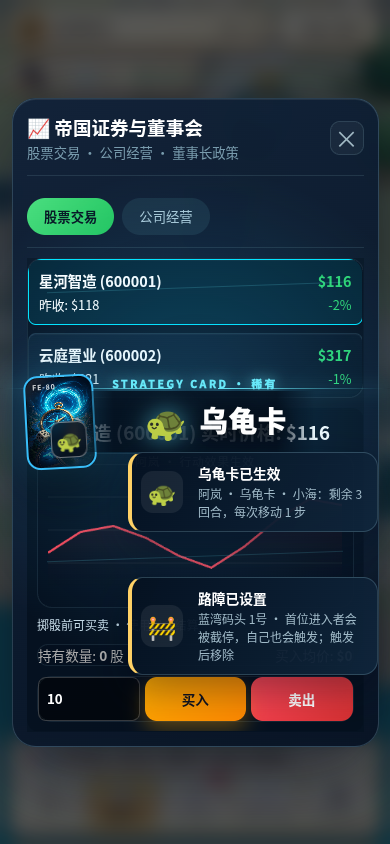 📈 帝国证券与董事会
股票交易 · 公司经营 · 董事长政策
股票交易
公司经营
星河智造 (600001)
$116
昨收: $118
-2%
云庭置业 (600002)
$317
-1%
STRATEGY CARD · 稀有
FE-80
乌龟卡
$116
乌龟卡已生效
阿岚 · 乌龟卡 · 小海：剩余 3
回合，每次移动 1 步
路障已设置
蓝湾码头 1号 · 首位进入者会
被截停，自己也会触发；触发
后移除
掷骰前可买卖 ·
持有数量: 0 股
10
买入
卖出